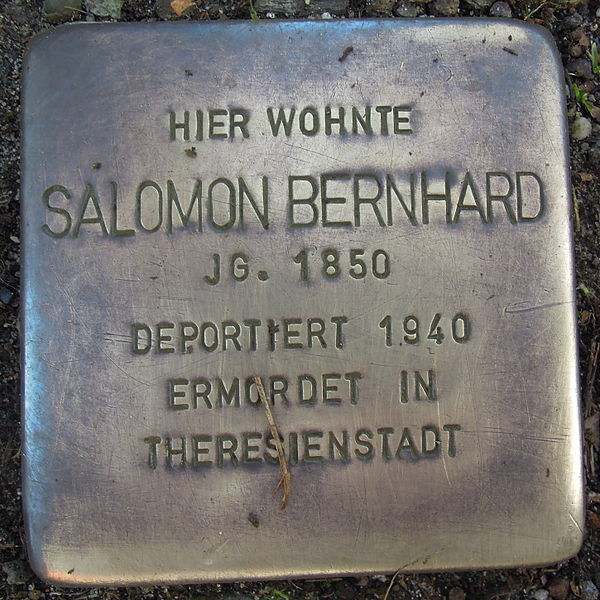 HIER WOHNTE
SALOMON BERNHARD
JG. 1850
DEPORTIERT 1940
ERMORDET IN
THERESIENSTADT